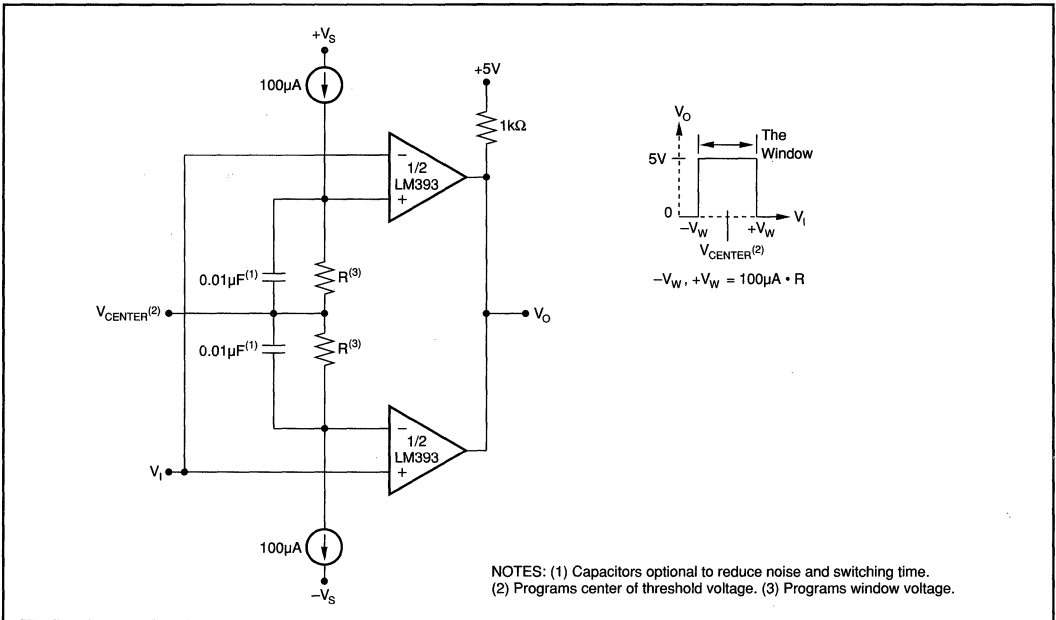 +V_S
100µA
+5V
1kΩ
−
1/2
LM393
+
0.01µF(1)
R(3)
V_CENTER(2)
V_O
0.01µF(1)
R(3)
−
1/2
LM393
+
V_I
100µA
−V_S
V_O
The
Window
5V
0
−V_W
+V_W
V_I
V_CENTER(2)
−V_W, +V_W = 100µA • R
NOTES: (1) Capacitors optional to reduce noise and switching time.
(2) Programs center of threshold voltage. (3) Programs window voltage.